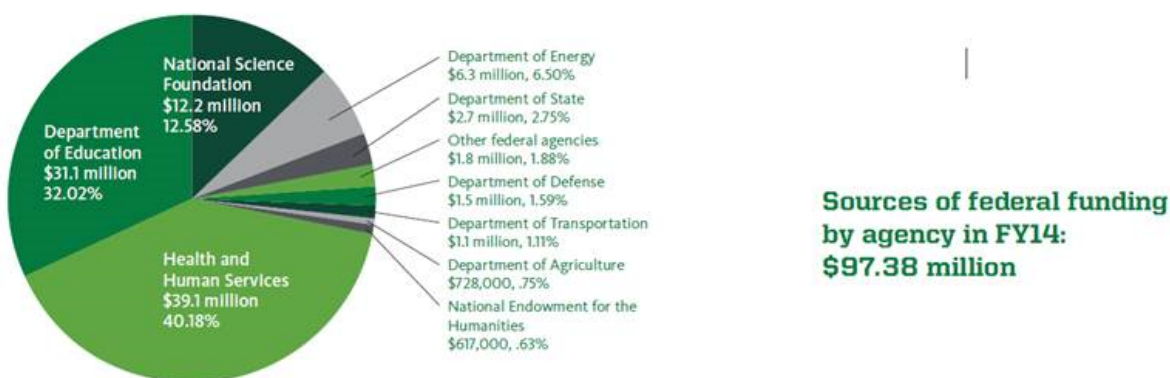 National Science
Foundation
$12.2 million
12.58%
Department
of Education
$31.1 million
32.02%
Health and
Human Services
$39.1 million
40.18%
Department of Energy
$6.3 million, 6.50%
Department of State
$2.7 million, 2.75%
Other federal agencies
$1.8 million, 1.88%
Department of Defense
$1.5 million, 1.59%
Department of Transportation
$1.1 million, 1.11%
Department of Agriculture
$728,000, .75%
National Endowment for the
Humanities
$617,000, .63%
Sources of federal funding
by agency in FY14:
$97.38 million